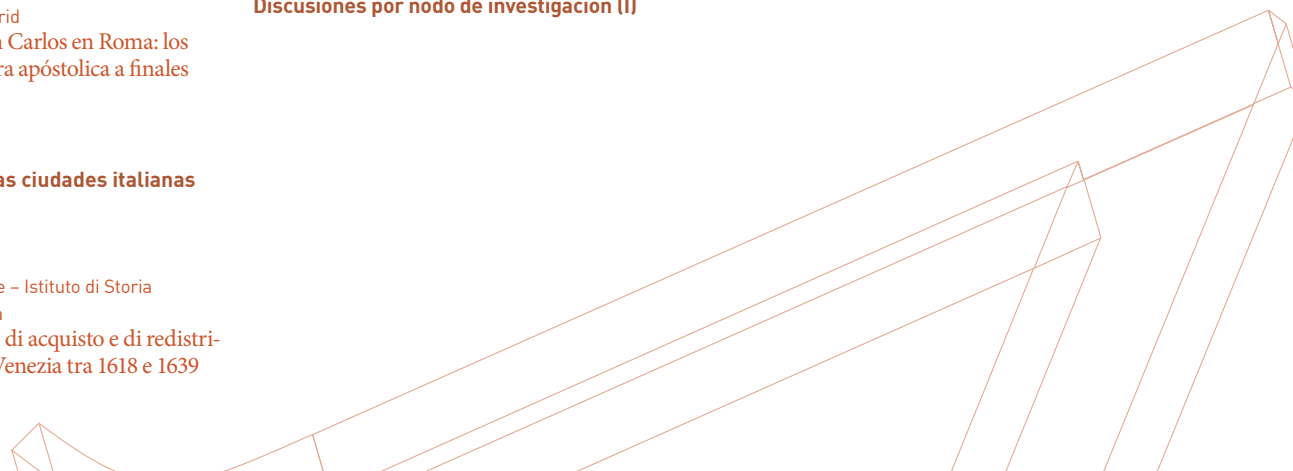 rid
n Carlos en Roma: los
ra apóstolica a finales
as ciudades italianas
e – Istituto di Storia
a
di acquisto e di redistri-
Venezia tra 1618 e 1639
Discusiones por nodo de investigación (I)